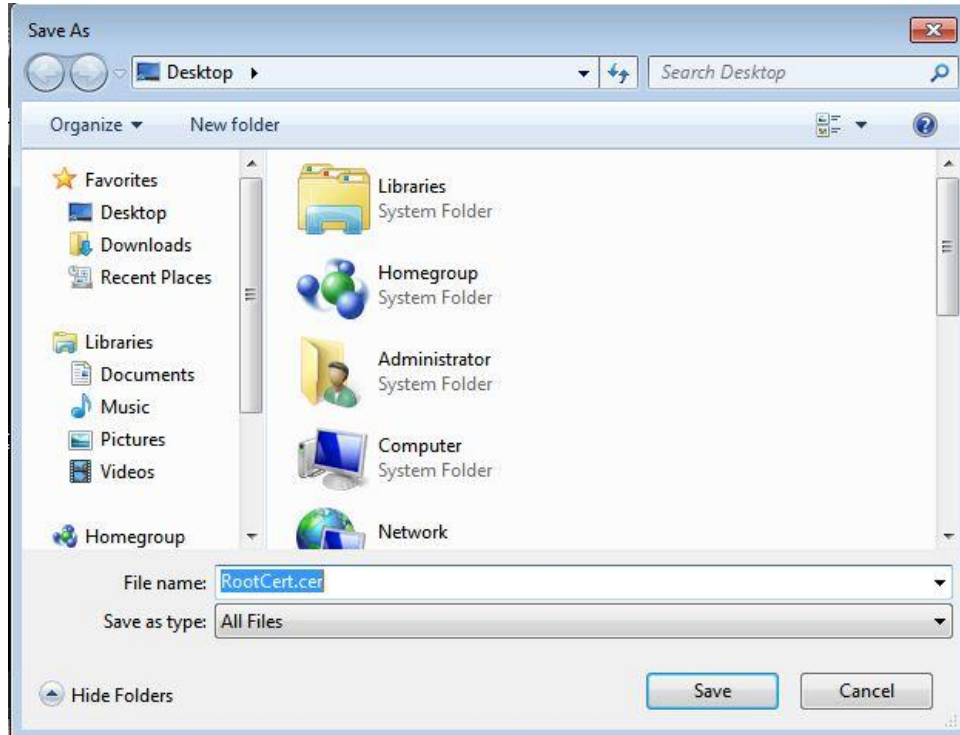 Save As
Desktop
Search Desktop
Organize
New folder
Favorites
Desktop
Downloads
Recent Places
Libraries
Documents
Music
Pictures
Videos
Homegroup
Libraries
System Folder
Homegroup
System Folder
Administrator
System Folder
Computer
System Folder
Network
File name: RootCert.cer
Save as type: All Files
Hide Folders
Save
Cancel